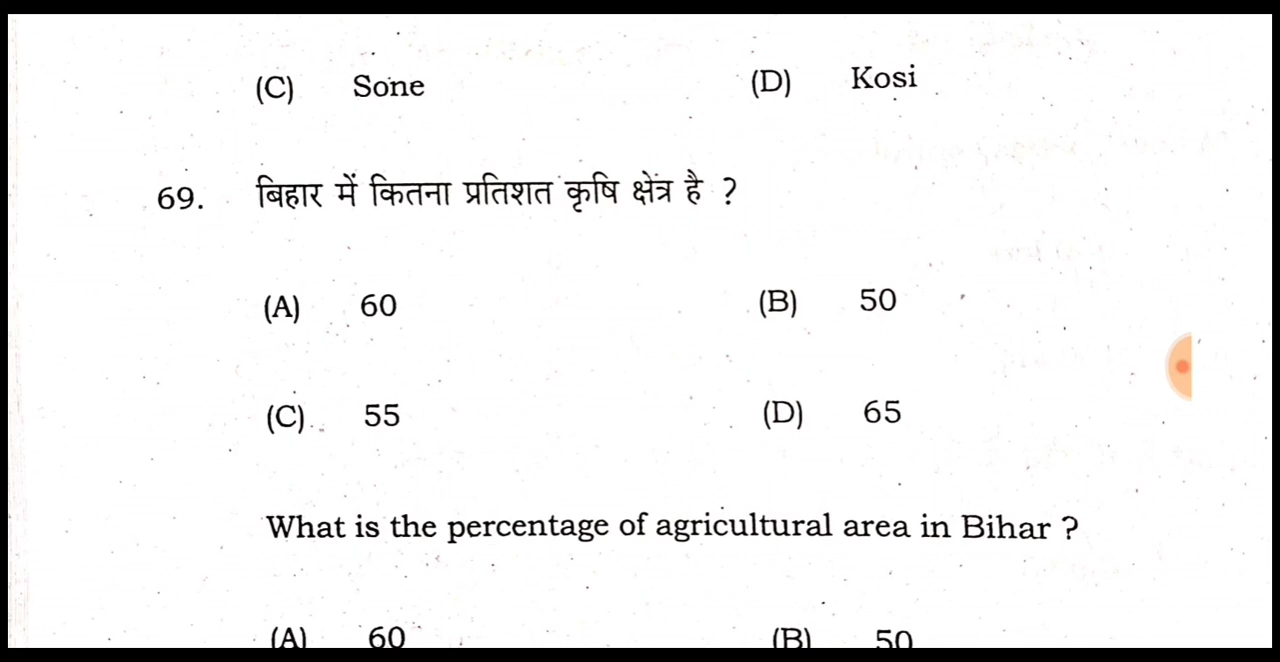 (C) Sone (D) Kosi
69. बिहार में कितना प्रतिशत कृषि क्षेत्र है ?
(A) 60 (B) 50
(C) 55 (D) 65
What is the percentage of agricultural area in Bihar ?
(A) 60 (B) 50